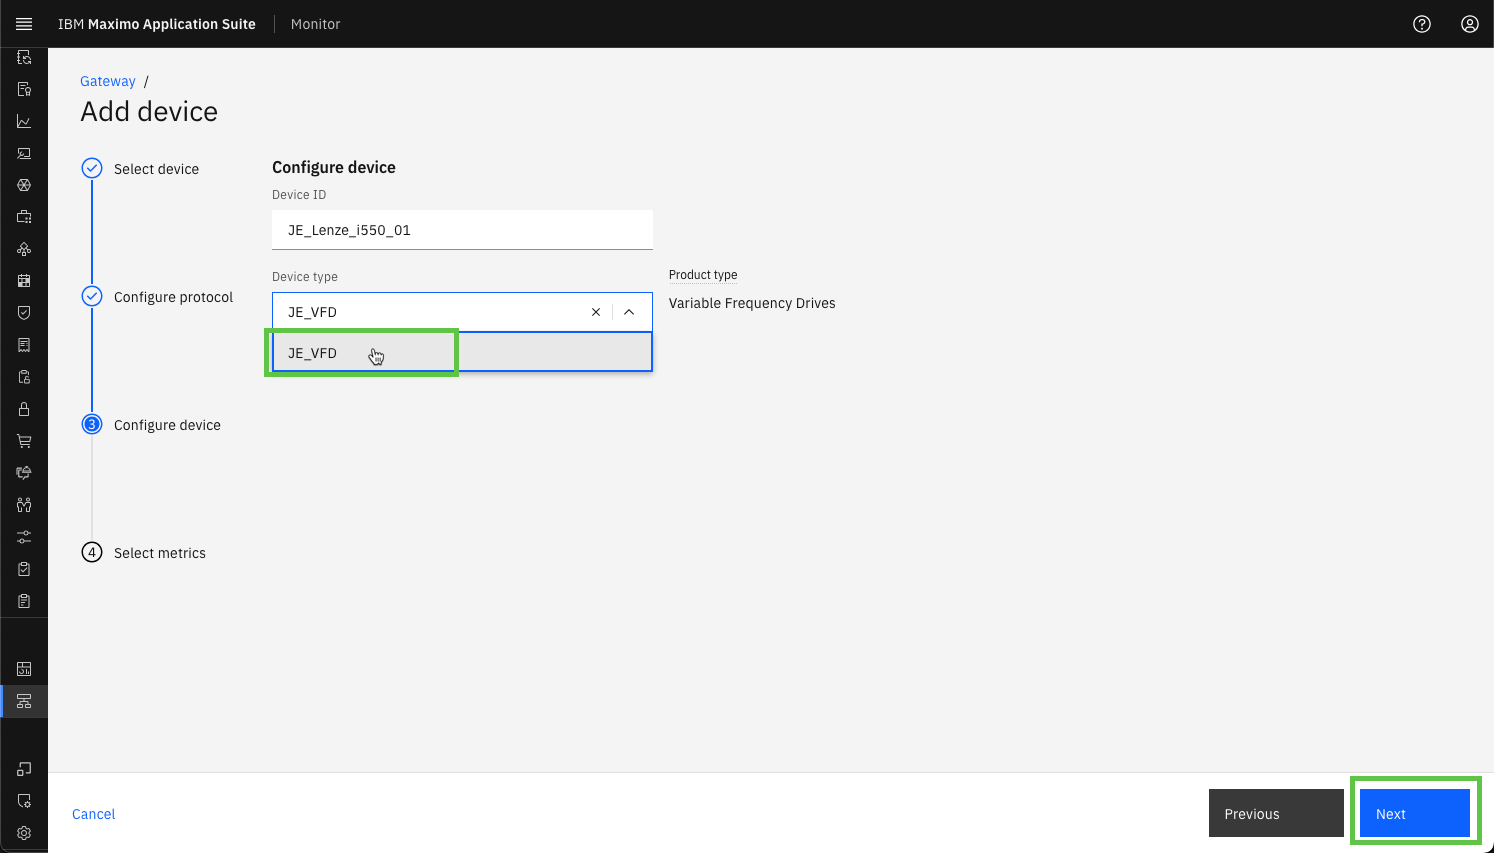 IBM Maximo Application Suite
Monitor
Gateway /
Add device
Select device
Configure protocol
3
Configure device
4
Select metrics
Configure device
Device ID
JE_Lenze_i550_01
Device type
JE_VFD
JE_VFD
Product type
Variable Frequency Drives
Cancel
Previous
Next